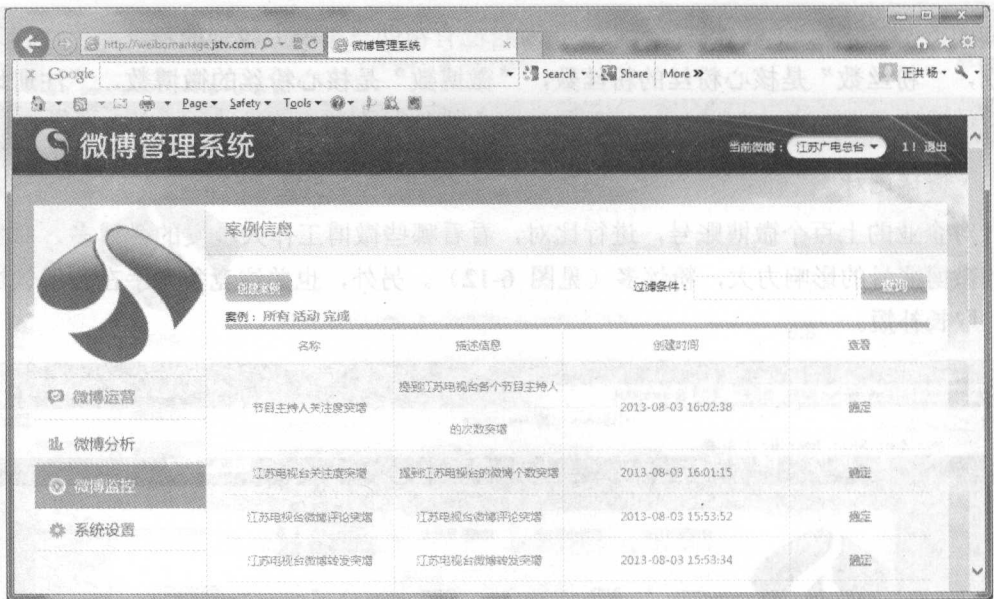 http://weibomanage.jstv.com
微博管理系统
Google
Search
Share
More »
正洪 杨
Page
Safety
Tools
微博管理系统
当前微博：
江苏广电总台
1！ 退出
案例信息
创建案例
过滤条件：
查询
案例： 所有 活动 完成
名称
描述信息
创建时间
查看
微博运营
微博分析
微博监控
系统设置
节目主持人关注度突增
提到江苏电视台各个节目主持人
的次数突增
2013-08-03 16:02:38
确定
江苏电视台关注度突增
提到江苏电视台的微博个数突增
2013-08-03 16:01:15
确定
江苏电视台微博评论突增
江苏电视台微博评论突增
2013-08-03 15:53:52
确定
江苏电视台微博转发突增
江苏电视台微博转发突增
2013-08-03 15:53:34
确定